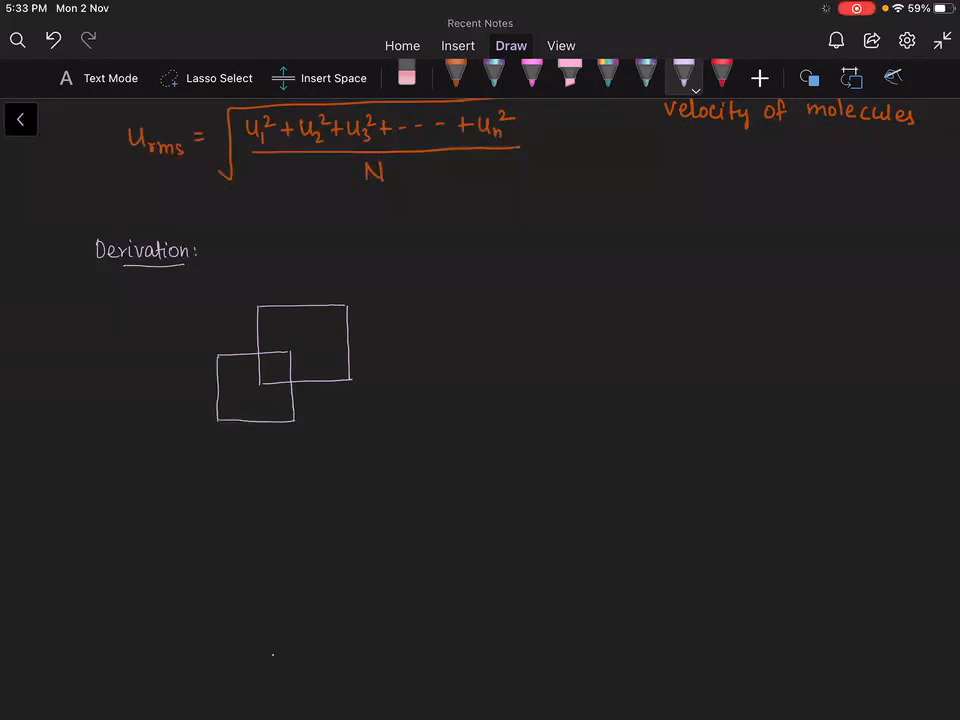 5:33 PM Mon 2 Nov
59%
Recent Notes
Home Insert Draw View
A Text Mode Lasso Select Insert Space
velocity of molecules
u_rms = √((u₁² + u₂² + u₃² + - - - - + uₙ²) / N)
Derivation: